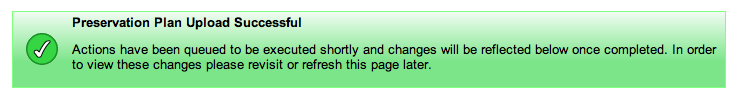 Preservation Plan Upload Successful
Actions have been queued to be executed shortly and changes will be reflected below once completed. In order
to view these changes please revisit or refresh this page later.